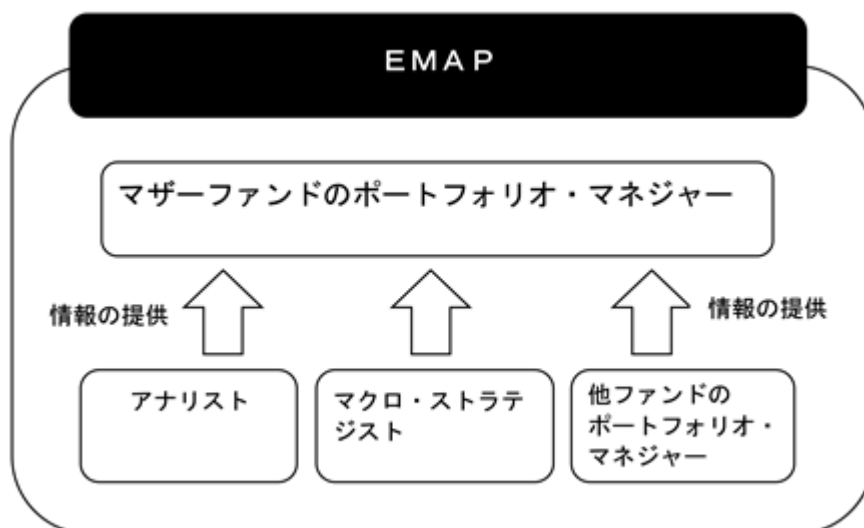 ＥＭＡＰ
マザーファンドのポートフォリオ・マネジャー
情報の提供
情報の提供
アナリスト
マクロ・ストラテ
ジスト
他ファンドの
ポートフォリオ・
マネジャー